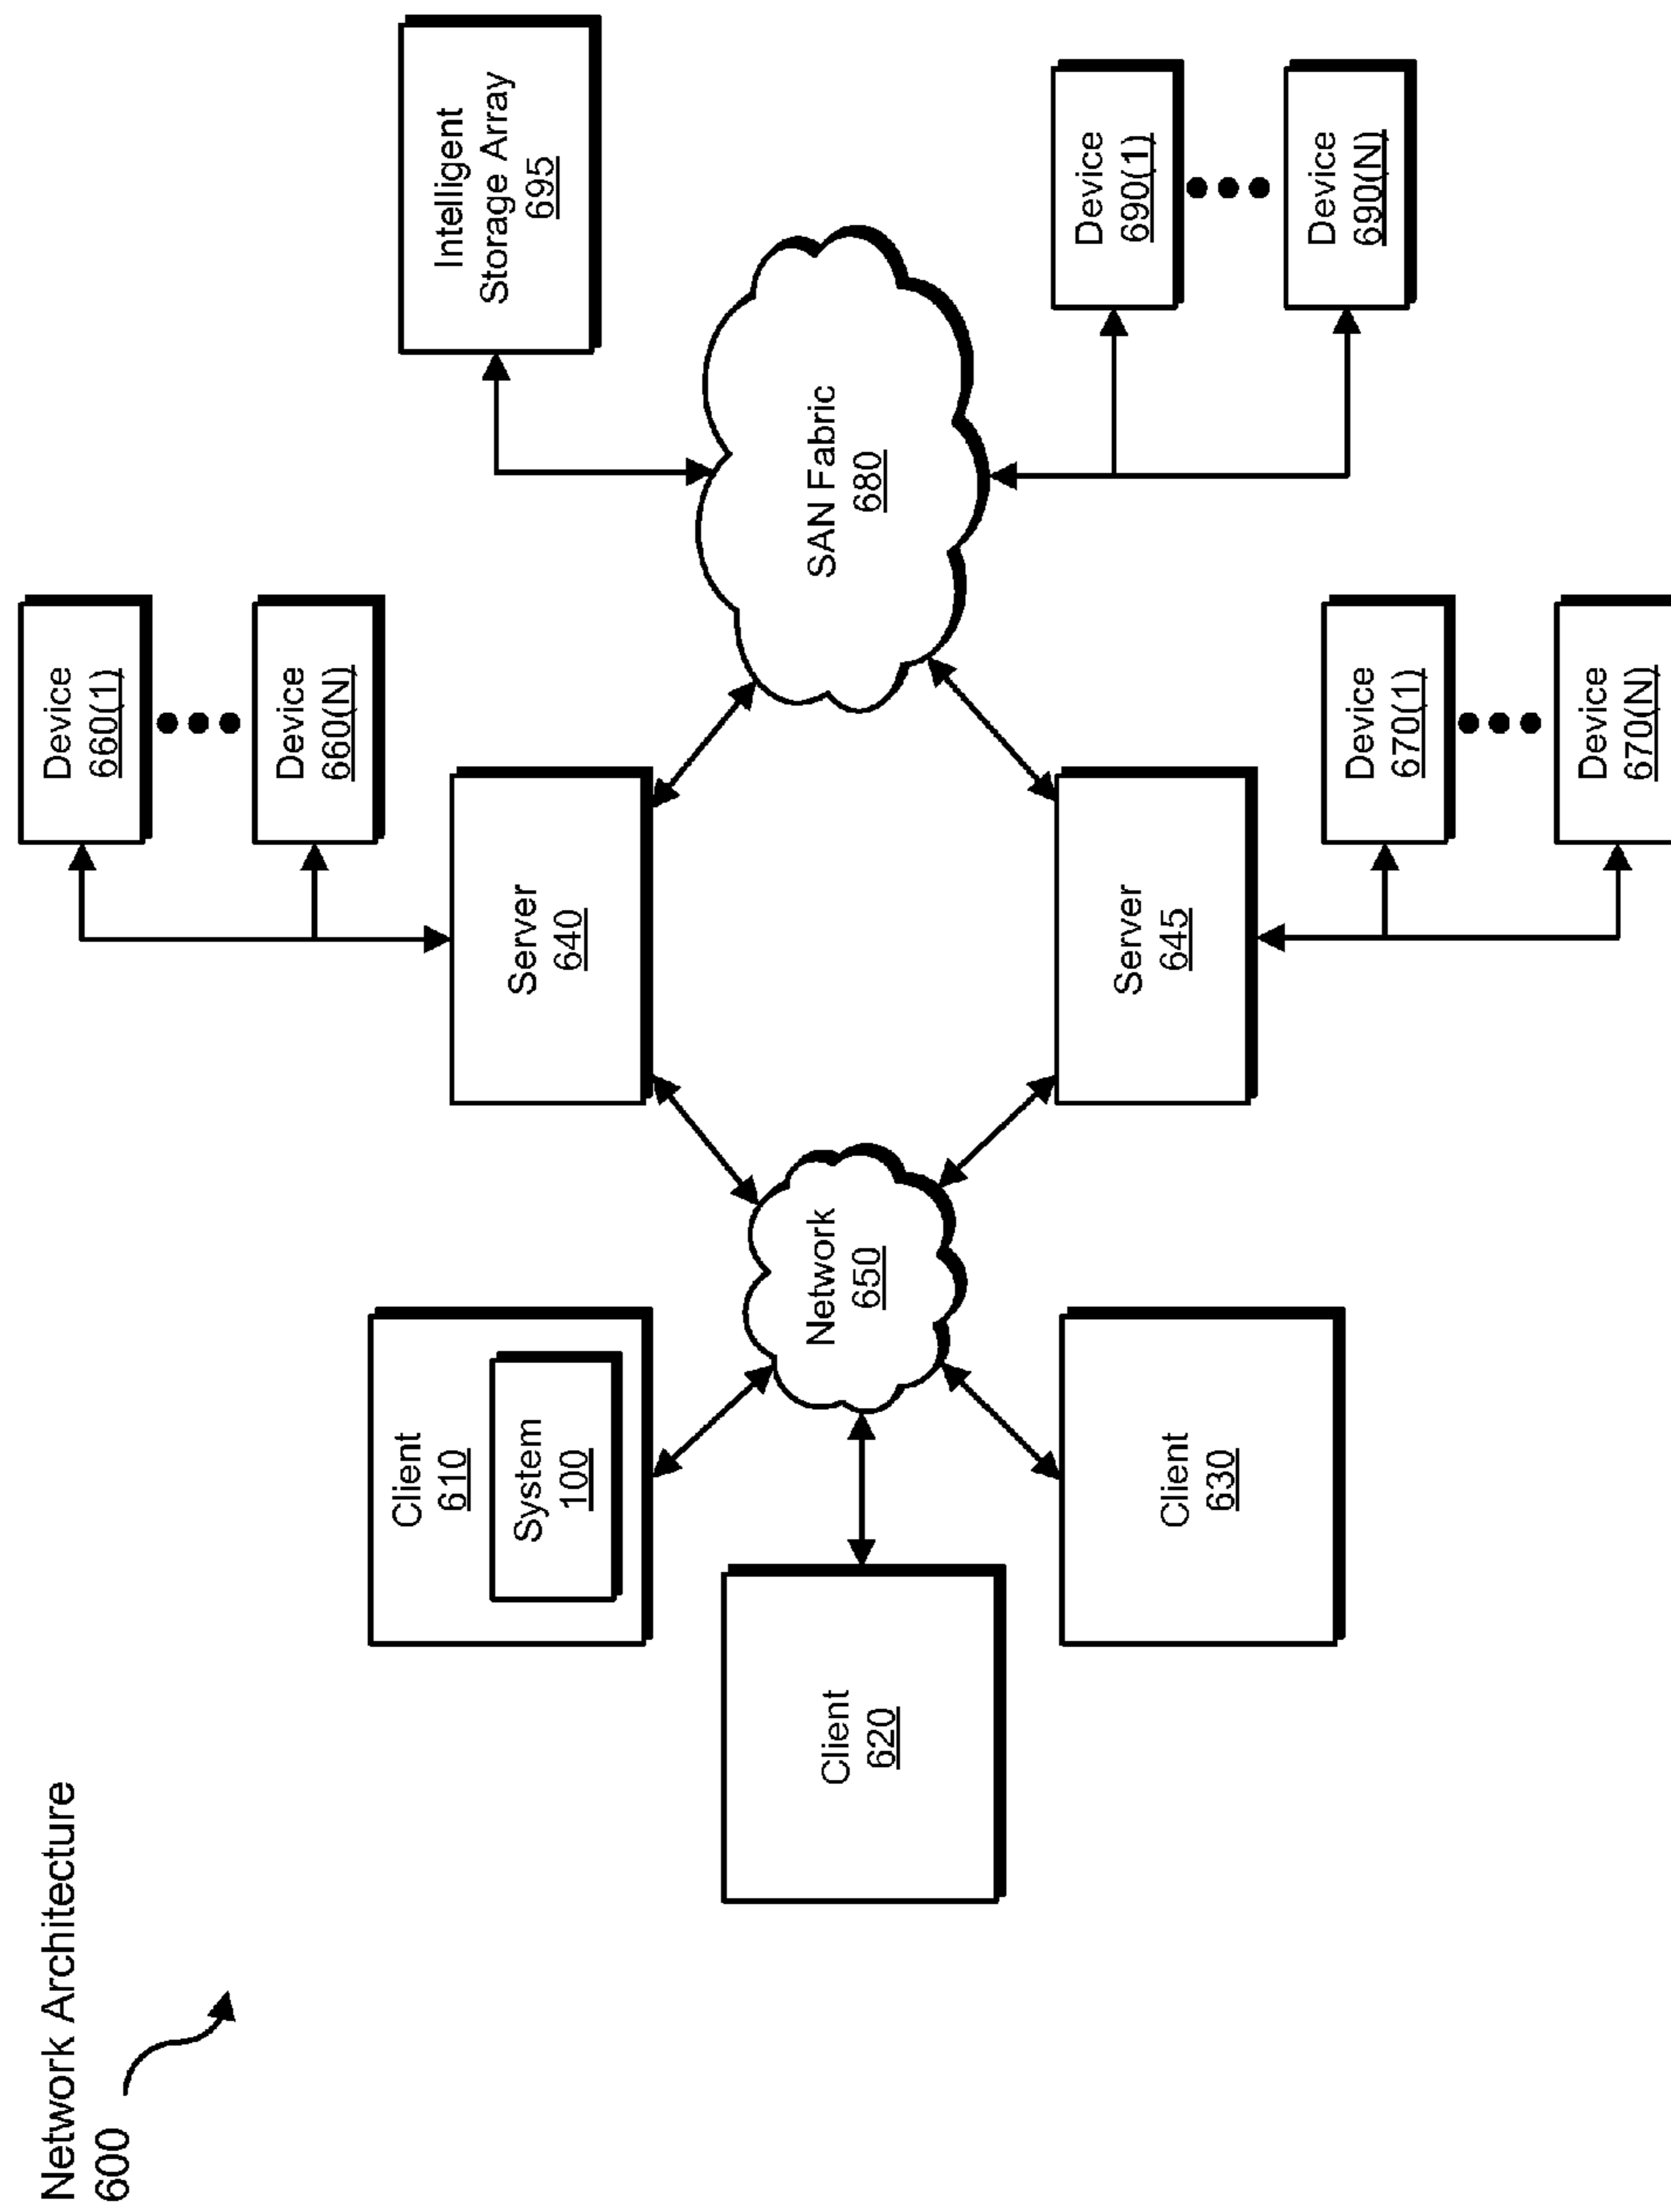 Network Architecture
600
Device
660(1)
Device
660(N)
Intelligent
Storage Array
695
Client
610
System
100
Server
640
Client
620
Network
650
SAN Fabric
680
Client
630
Server
645
Device
690(1)
Device
690(N)
Device
670(1)
Device
670(N)